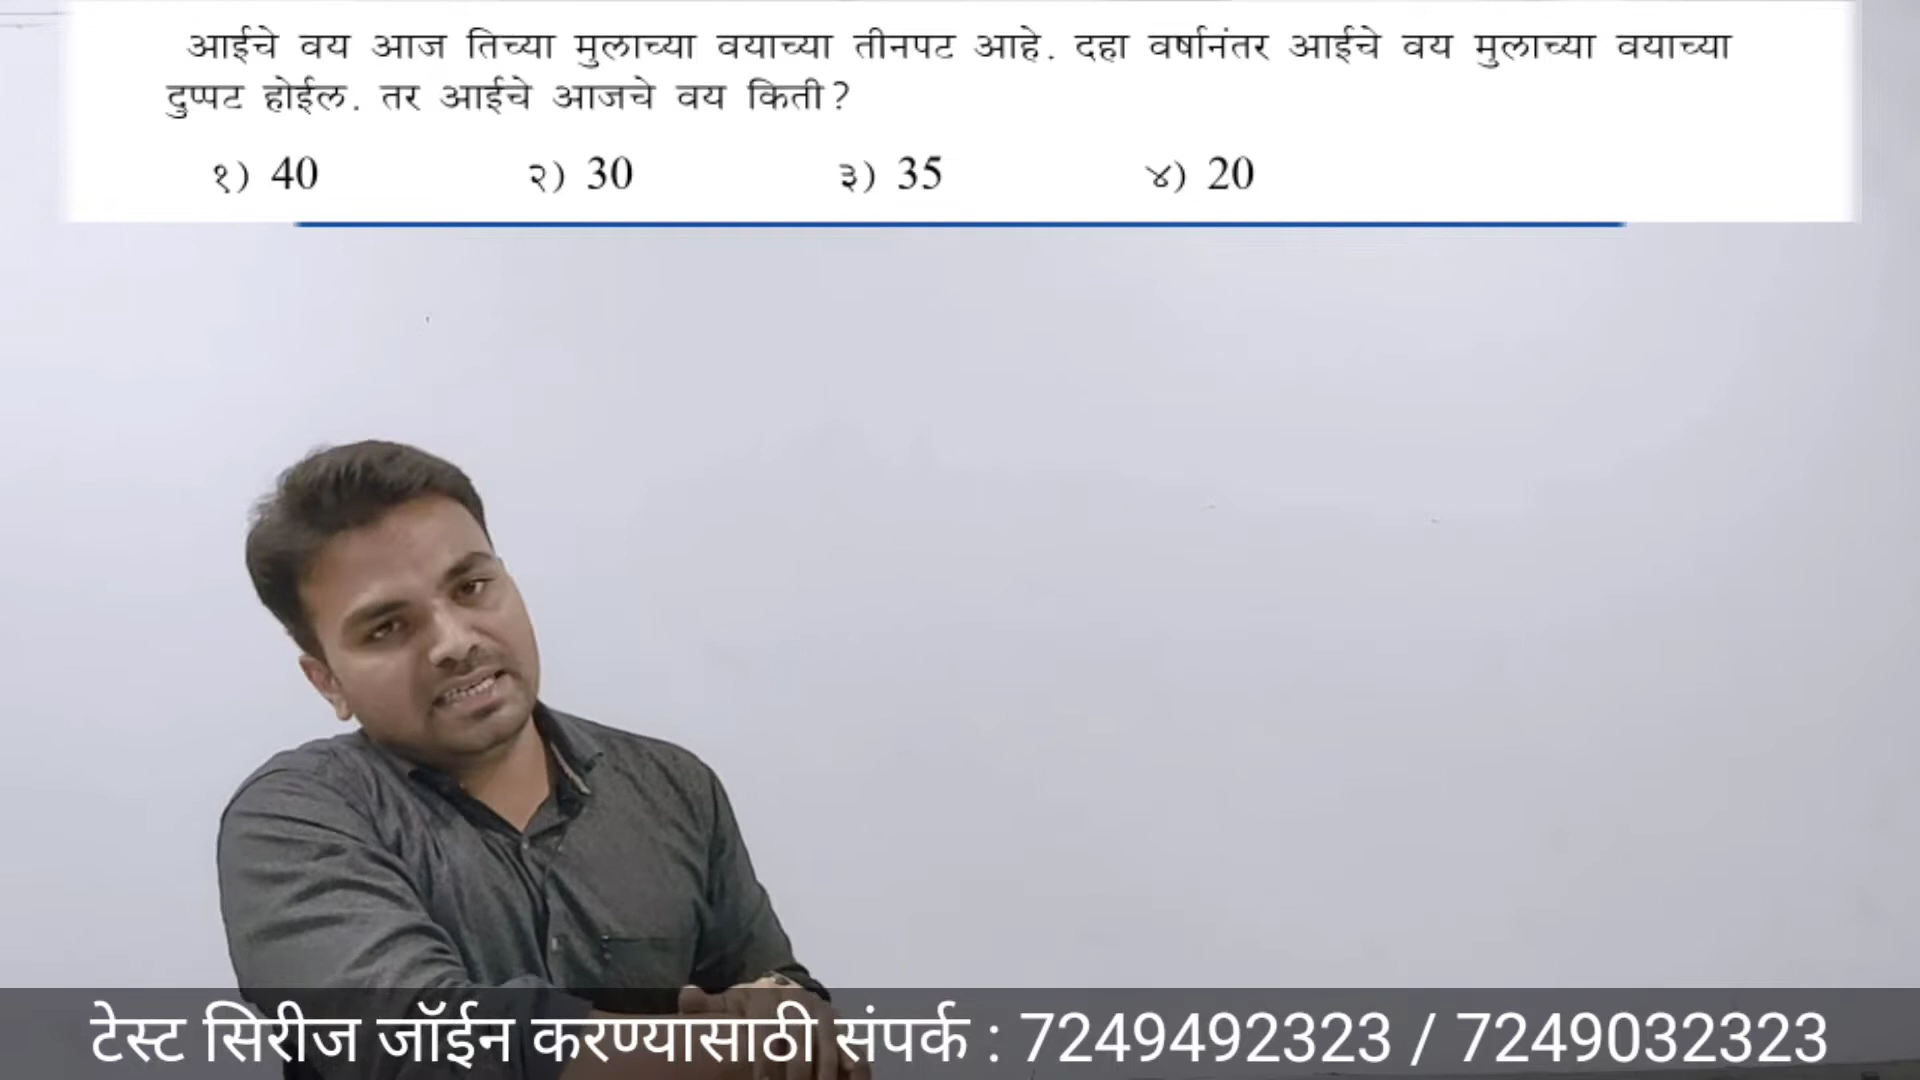 आईचे वय आज तिच्या मुलाच्या वयाच्या तीनपट आहे. दहा वर्षानंतर आईचे वय मुलाच्या वयाच्या
दुप्पट होईल. तर आईचे आजचे वय किती?
१) 40 २) 30 ३) 35 ४) 20
टेस्ट सिरीज जॉईन करण्यासाठी संपर्क : 7249492323 / 7249032323